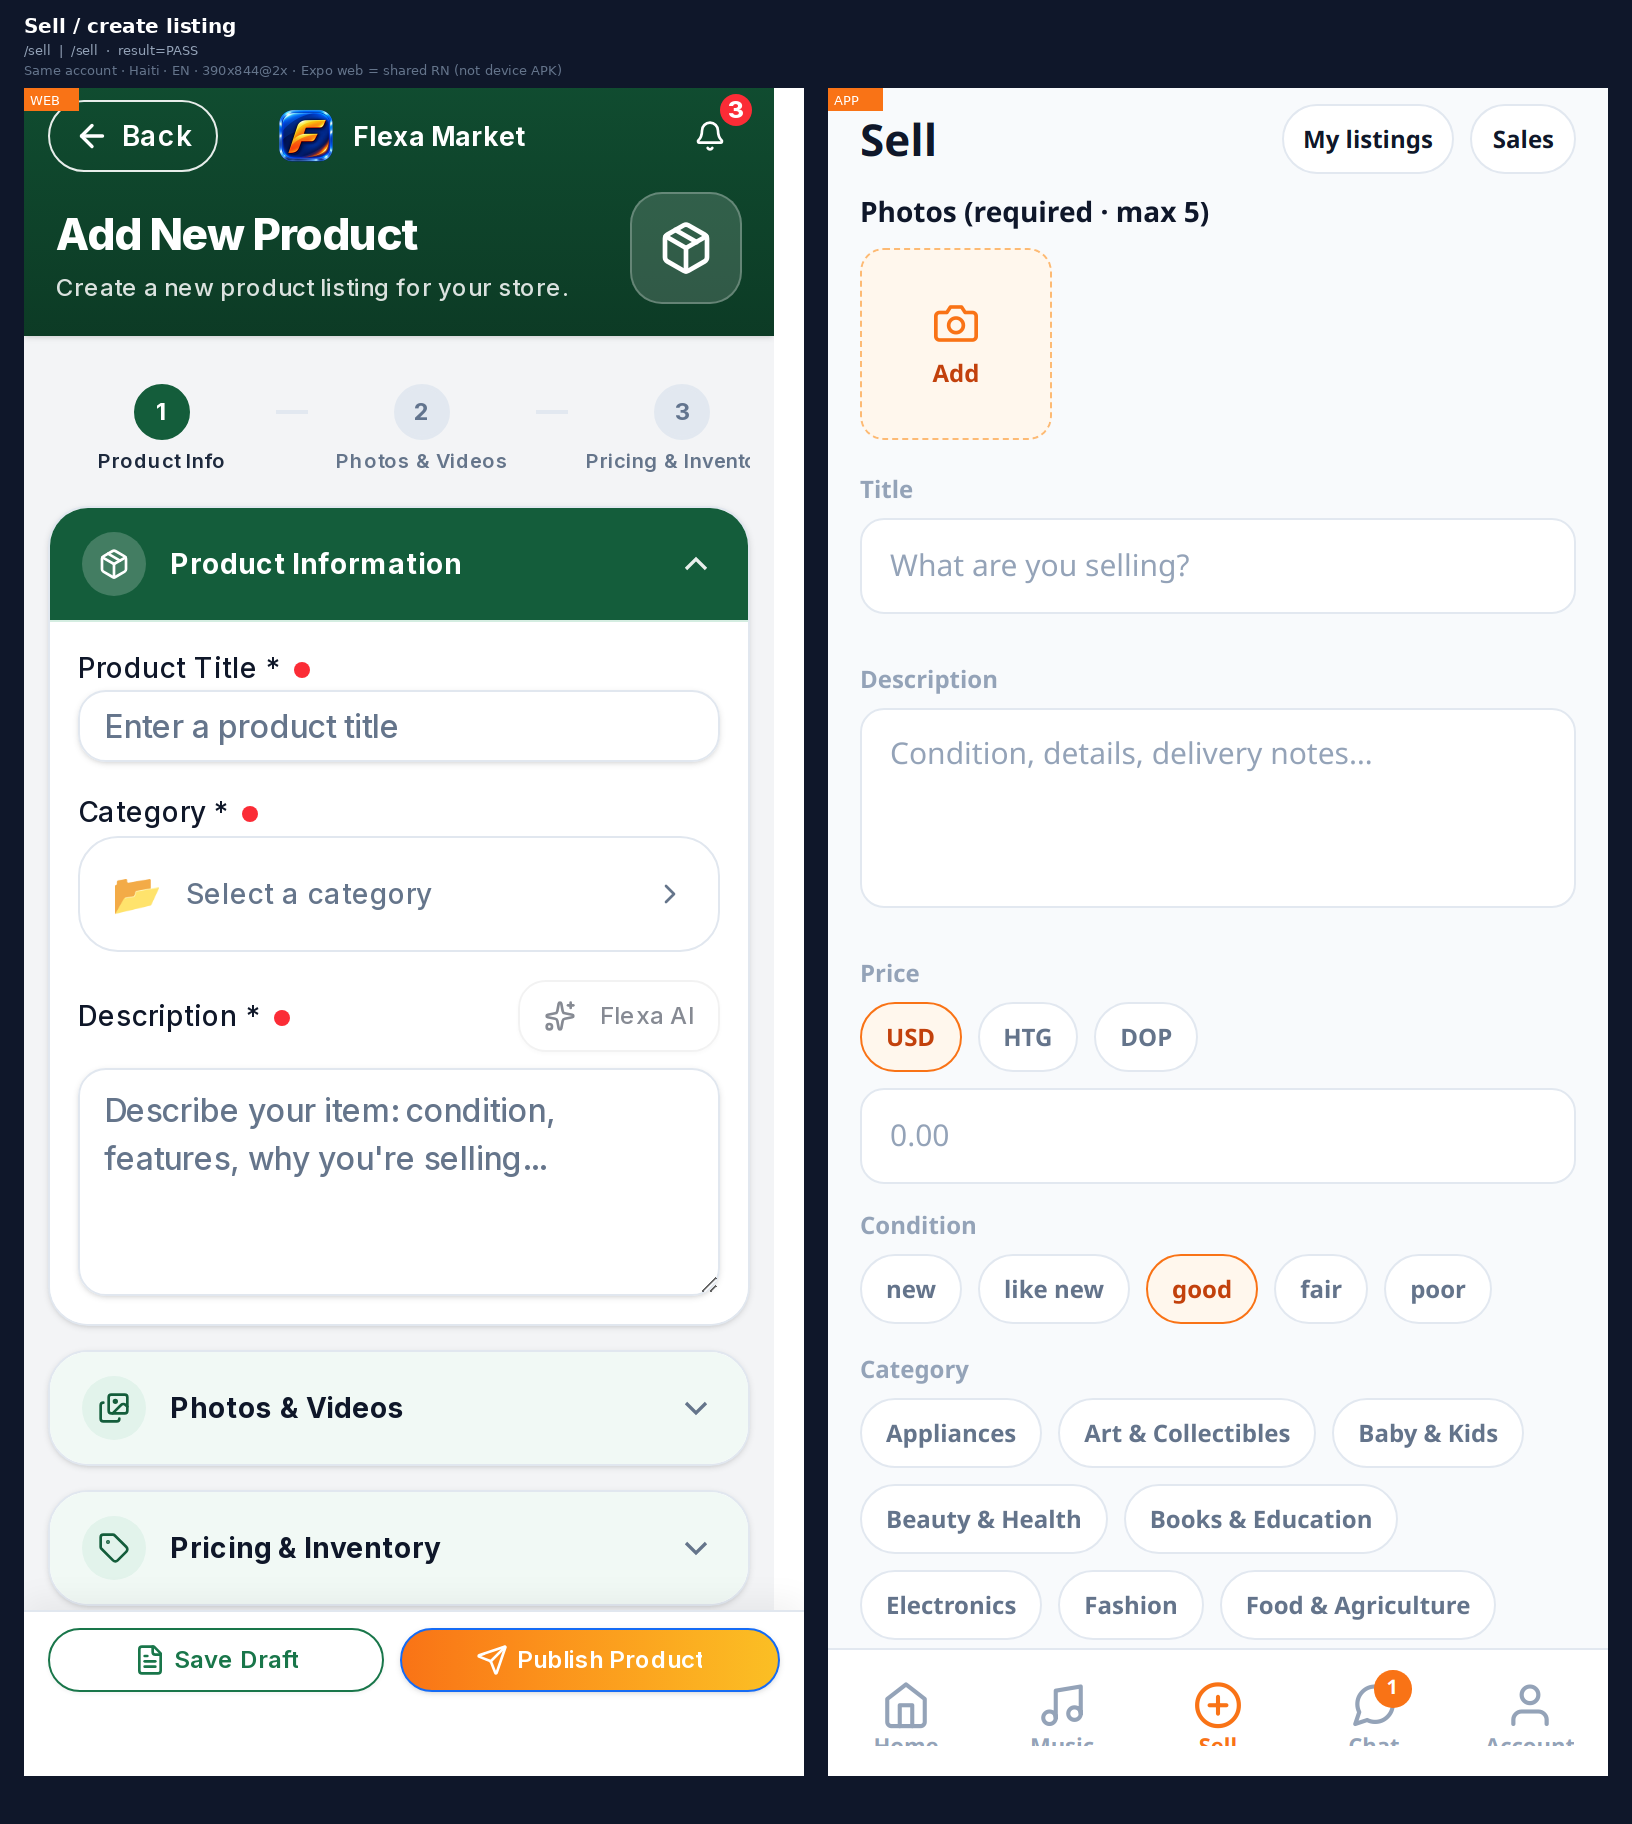 Sell / create listing
/sell | /sell · result=PASS
Same account · Haiti · EN · 390x844@2x · Expo web = shared RN (not device APK)
WEB
Back
Flexa Market
3
Add New Product
Create a new product listing for your store.
1
2
3
Product Info
Photos & Videos
Pricing & Invento
Product Information
Product Title *
Enter a product title
Category *
Select a category
Description *
Flexa AI
Describe your item: condition,
features, why you're selling...
Photos & Videos
Pricing & Inventory
Save Draft
Publish Product
APP
Sell
My listings
Sales
Photos (required · max 5)
Add
Title
What are you selling?
Description
Condition, details, delivery notes...
Price
USD
HTG
DOP
0.00
Condition
new
like new
good
fair
poor
Category
Appliances
Art & Collectibles
Baby & Kids
Beauty & Health
Books & Education
Electronics
Fashion
Food & Agriculture
1
Home
Music
Sell
Chat
Account